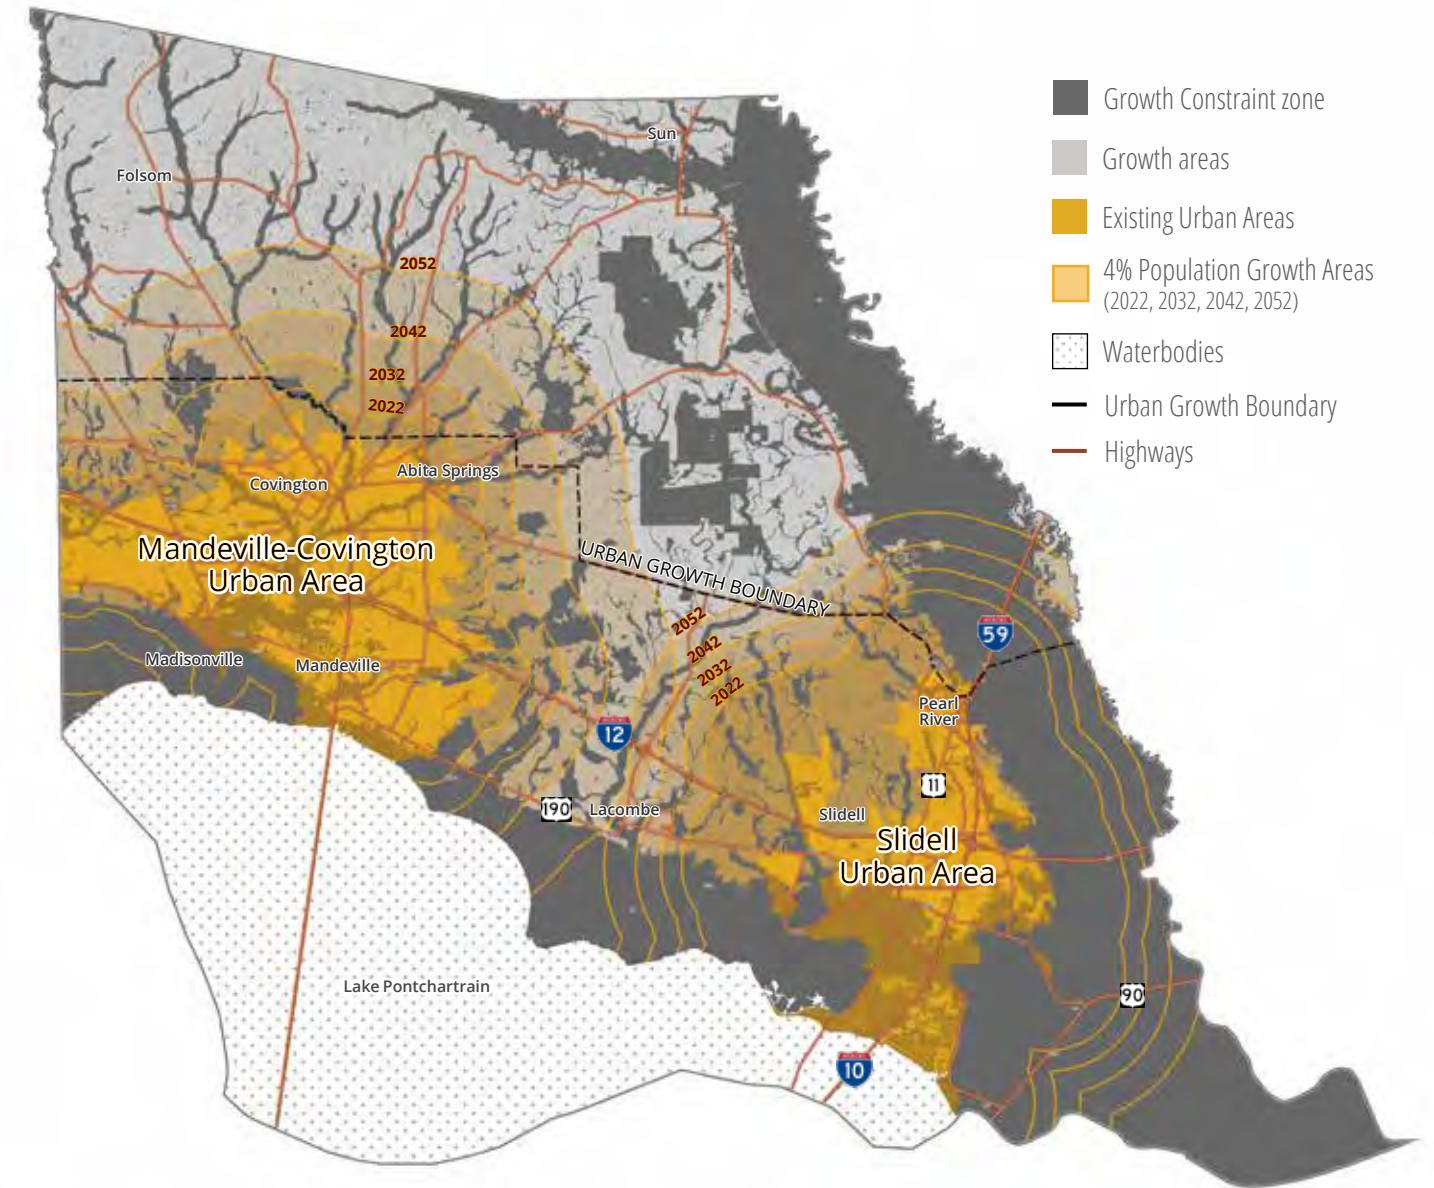 Growth Constraint zone
Growth areas
Existing Urban Areas
4% Population Growth Areas
(2022, 2032, 2042, 2052)
Waterbodies
Urban Growth Boundary
Highways
Sun
Folsom
2052
2042
2032
2022
Covington
Abita Springs
Mandeville-Covington
Urban Area
URBAN GROWTH BOUNDARY
2052
2042
2032
2022
59
Madisonville
Mandeville
Pearl
River
12
11
190
Lacombe
Slidell
Slidell
Urban Area
Lake Pontchartrain
90
10